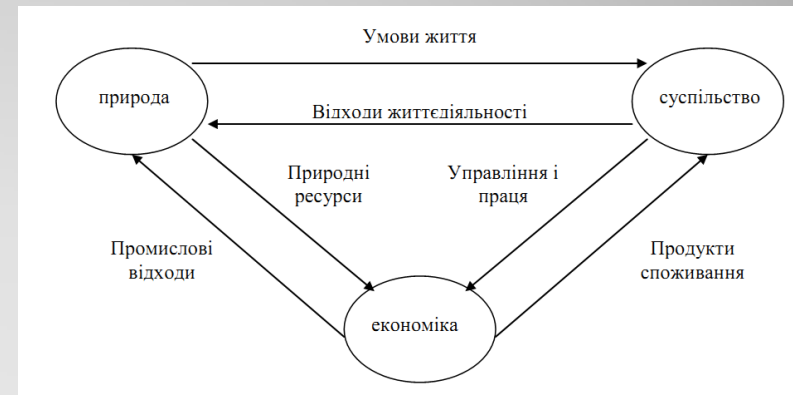 Умови життя
природа
суспільство
Відходи життєдіяльності
Природні
ресурси
Управління і
праця
Промислові
відходи
Продукти
споживання
економіка